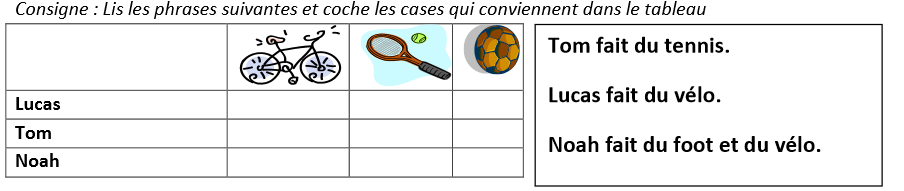 Consigne : Lis les phrases suivantes et coche les cases qui conviennent dans le tableau
Lucas
Tom
Noah
Tom fait du tennis.
Lucas fait du vélo.
Noah fait du foot et du vélo.